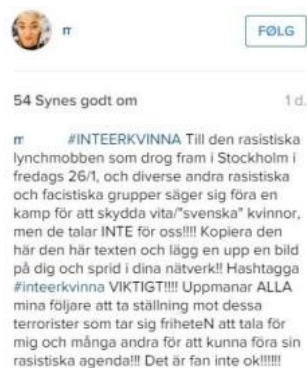 rr
FØLG
54 Synes godt om
1 d.
rr #INTEERKVINNA Till den rasistiska
lynchmobben som drog fram i Stockholm i
fredags 26/1, och diverse andra rasistiska
och facistiska grupper säger sig föra en
kamp för att skydda vita/"svenska" kvinnor,
men de talar INTE för oss!!!! Kopiera den
här den här texten och lägg en upp en bild
på dig och sprid i dina nätverk!! Hashtagga
#inteerkvinna VIKTIGT!!!! Uppmanar ALLA
mina följare att ta ställning mot dessa
terrorister som tar sig friheteN att tala för
mig och många andra för att kunna föra sin
rasistiska agenda!!! Det är fan inte ok!!!!!!